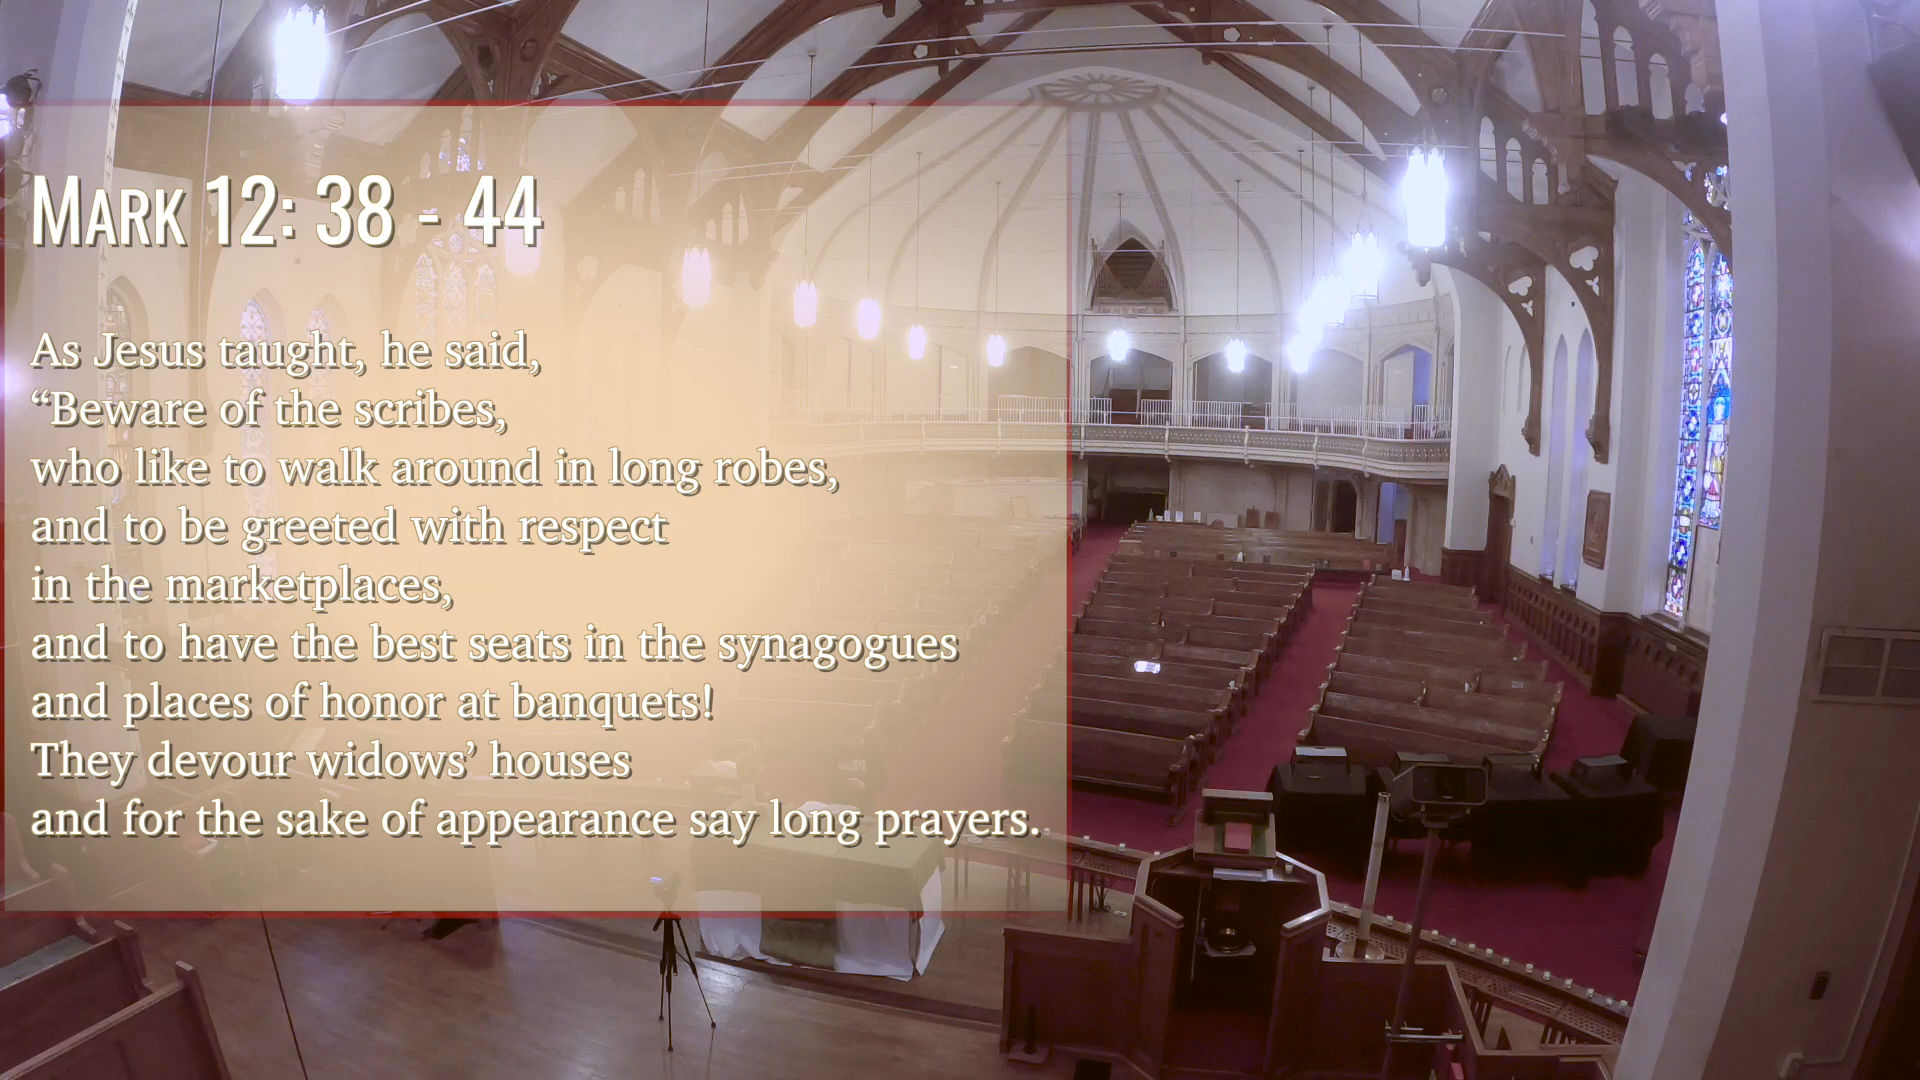 Mark 12: 38 - 44
As Jesus taught, he said,
“Beware of the scribes,
who like to walk around in long robes,
and to be greeted with respect
in the marketplaces,
and to have the best seats in the synagogues
and places of honor at banquets!
They devour widows’ houses
and for the sake of appearance say long prayers.